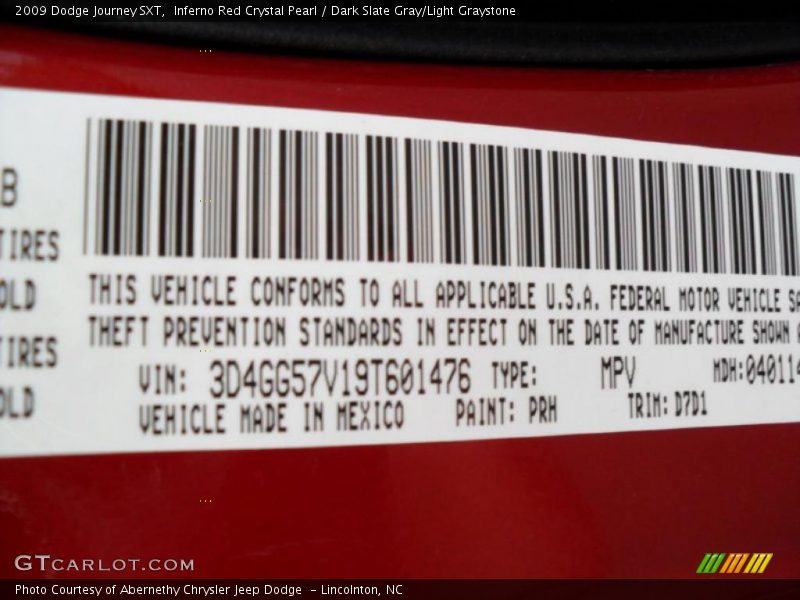 2009 Dodge Journey SXT,  Inferno Red Crystal Pearl / Dark Slate Gray/Light Graystone
B
TIRES
OLD
TIRES
OLD
THIS VEHICLE CONFORMS TO ALL APPLICABLE U.S.A. FEDERAL MOTOR VEHICLE SA
THEFT PREVENTION STANDARDS IN EFFECT ON THE DATE OF MANUFACTURE SHOWN
VIN: 3D4GG57V19T601476 TYPE: MPV MDH:040114
VEHICLE MADE IN MEXICO PAINT: PRH TRIM: D7D1
GTCARLOT.COM
Photo Courtesy of Abernethy Chrysler Jeep Dodge  - Lincolnton, NC